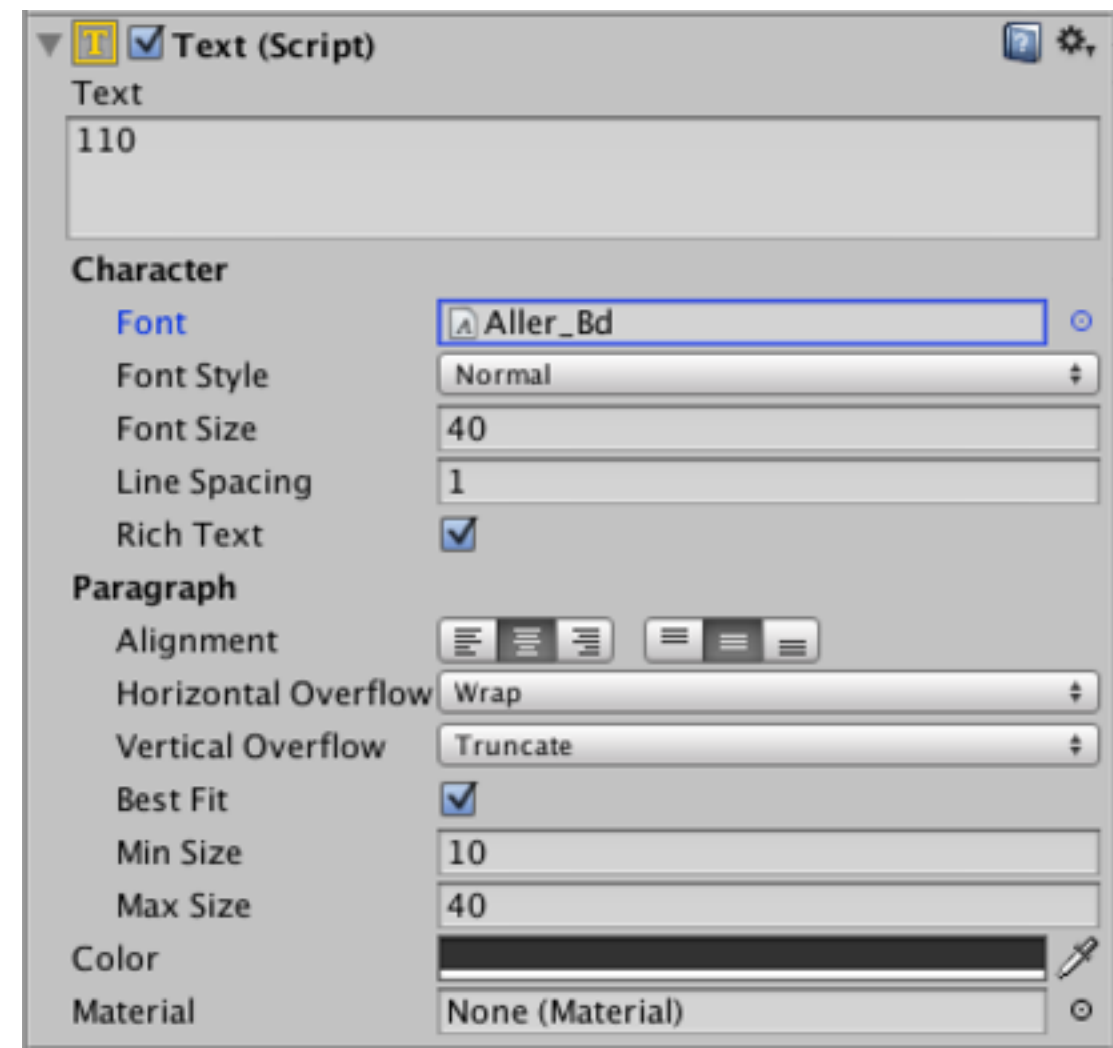 Text (Script)
Text
110
Character
Font Aller_Bd
Font Style Normal
Font Size 40
Line Spacing 1
Rich Text
Paragraph
Alignment
Horizontal Overflow Wrap
Vertical Overflow Truncate
Best Fit
Min Size 10
Max Size 40
Color
Material None (Material)